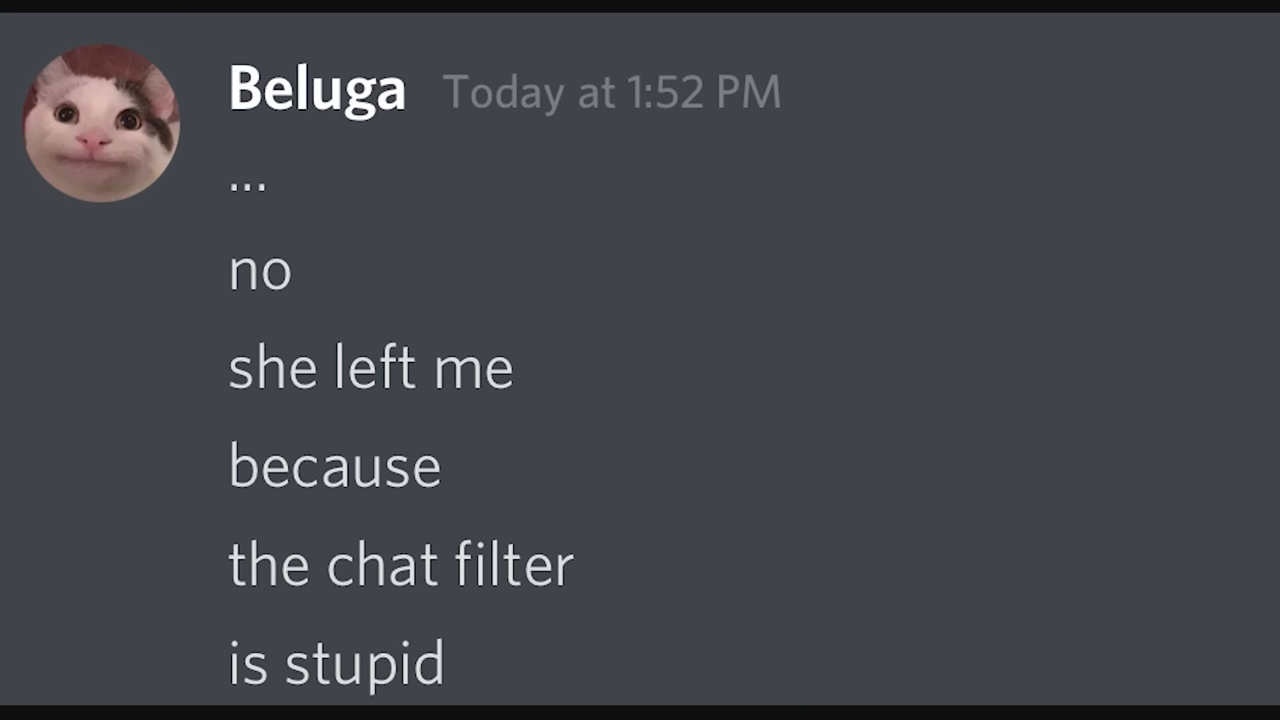 Beluga Today at 1:52 PM
...
no
she left me
because
the chat filter
is stupid